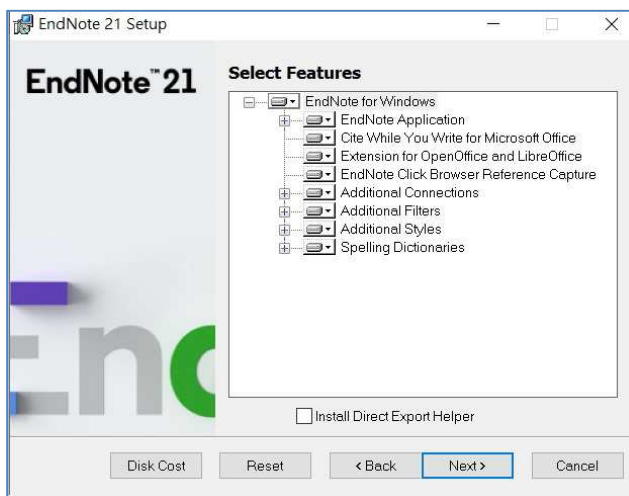 EndNote 21 Setup
EndNote™ 21
Select Features
EndNote for Windows
EndNote Application
Cite While You Write for Microsoft Office
Extension for OpenOffice and LibreOffice
EndNote Click Browser Reference Capture
Additional Connections
Additional Filters
Additional Styles
Spelling Dictionaries
Install Direct Export Helper
Disk Cost
Reset
< Back
Next >
Cancel